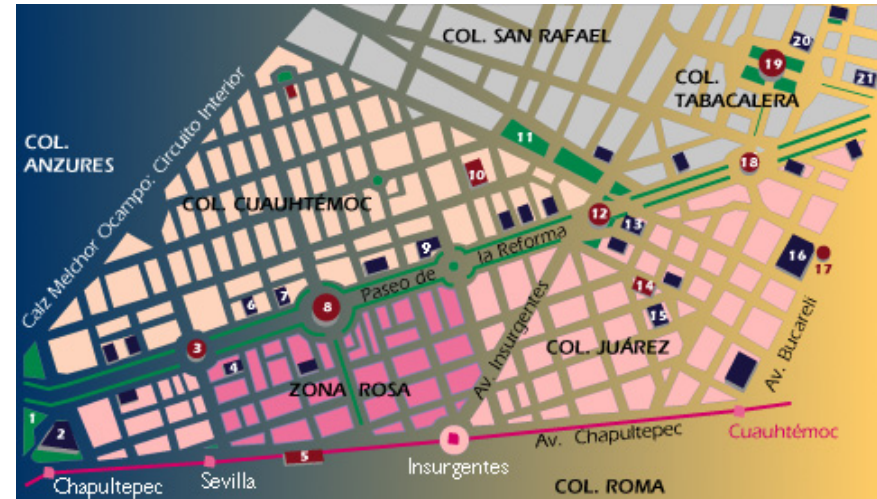 COL. SAN RAFAEL
20
19
COL.
TABACALERA
21
COL.
ANZURES
Calz Melchor Ocampo: Circuito Interior
11
18
10
COL. CUAUHTÉMOC
12
13
9
la Reforma
Paseo de
16
17
6
7
8
14
15
3
Av. Insurgentes
COL. JUÁREZ
4
ZONA ROSA
Av. Bucareli
1
2
5
Av. Chapultepec
Cuauhtémoc
Insurgentes
Sevilla
Chapultepec
COL. ROMA